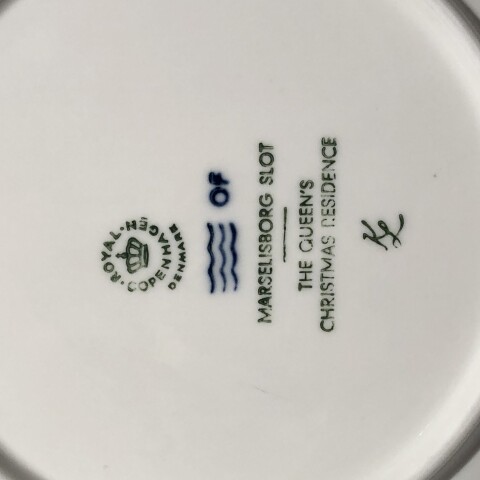 ROYAL COPENHAGEN
DENMARK
OF
MARSELISBORG SLOT
THE QUEEN'S
CHRISTMAS RESIDENCE